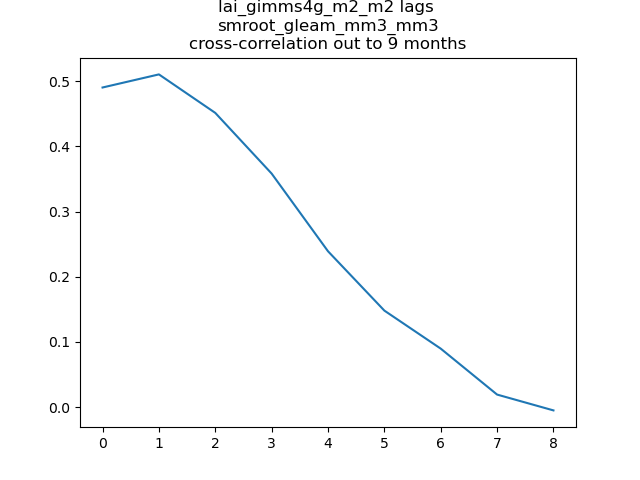 lai_gimms4g_m2_m2 lags
smroot_gleam_mm3_mm3
cross-correlation out to 9 months
0.5
0.4
0.3
0.2
0.1
0.0
0 1 2 3 4 5 6 7 8